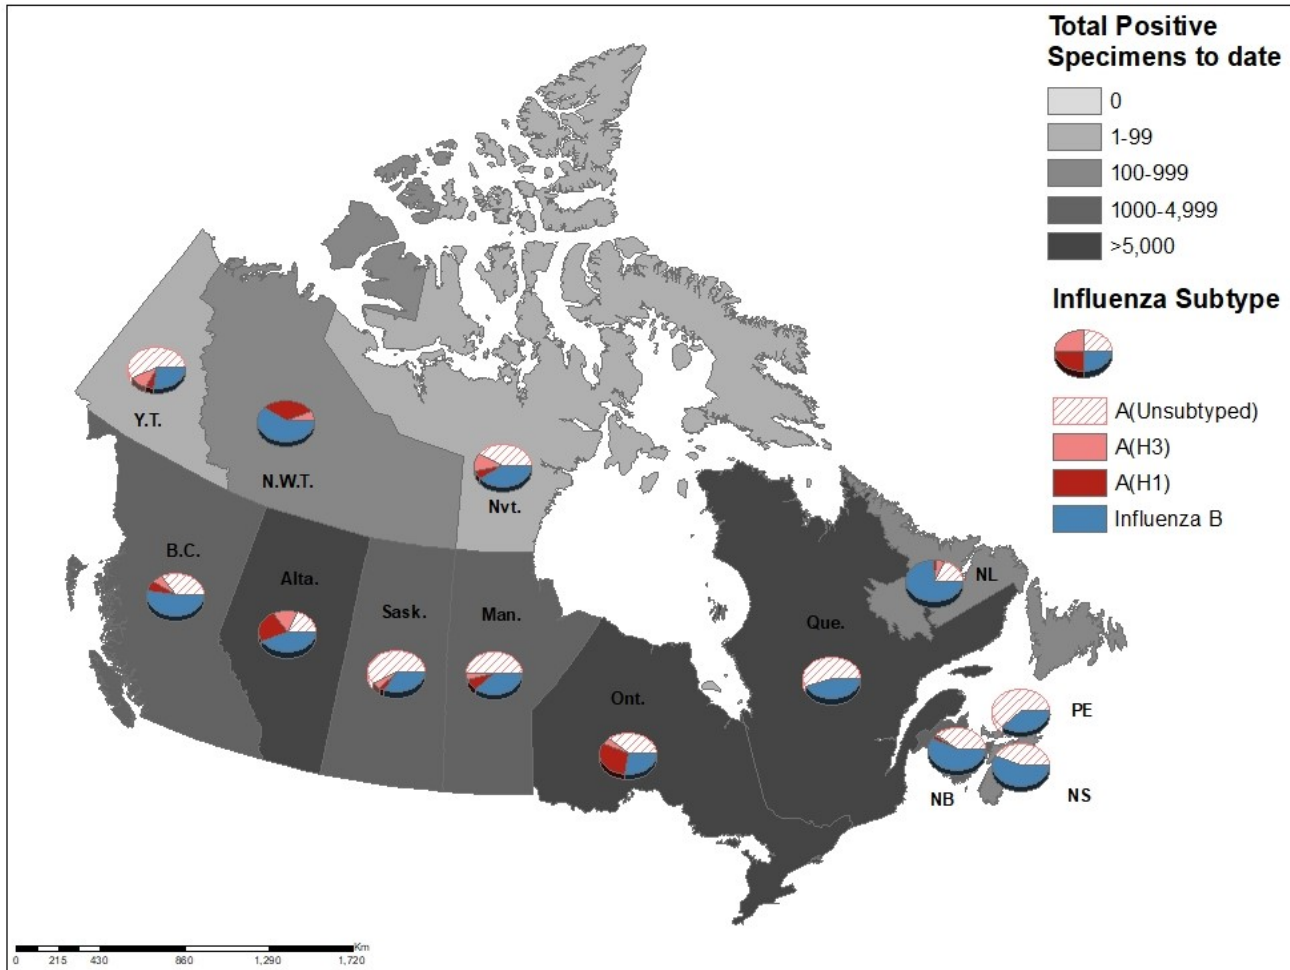 Total Positive
Specimens to date
0
1-99
100-999
1000-4,999
>5,000
Influenza Subtype
A(Unsubtyped)
A(H3)
A(H1)
Influenza B
Y.T.
N.W.T.
Nvt.
B.C.
Alta.
Sask.
Man.
Ont.
Que.
NL
PE
NB
NS
Km
0 215 430 860 1,290 1,720